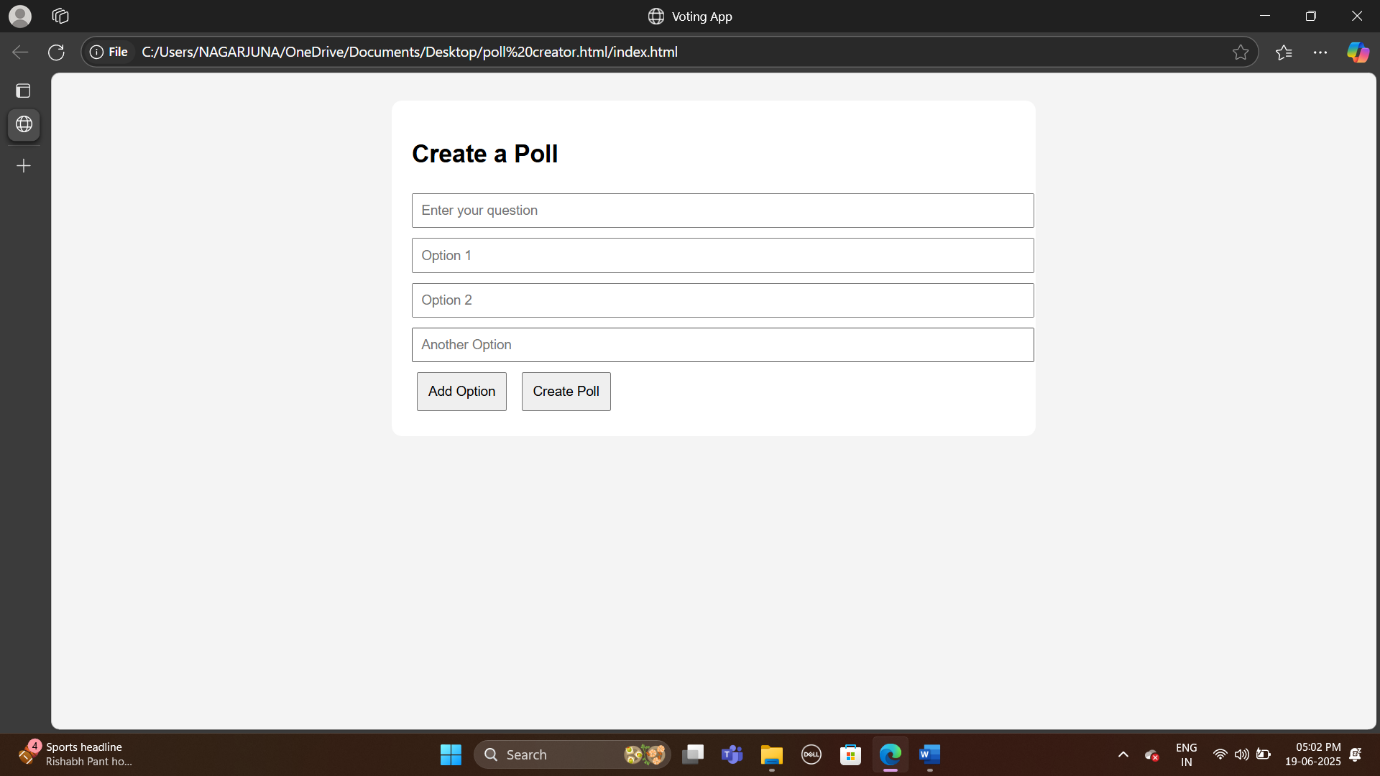 Voting App
File C:/Users/NAGARJUNA/OneDrive/Documents/Desktop/poll%20creator.html/index.html
Create a Poll
Enter your question
Option 1
Option 2
Another Option
Add Option Create Poll
4 Sports headline
Rishabh Pant ho...
Search
DELL
W
ENG
IN
05:02 PM
19-06-2025